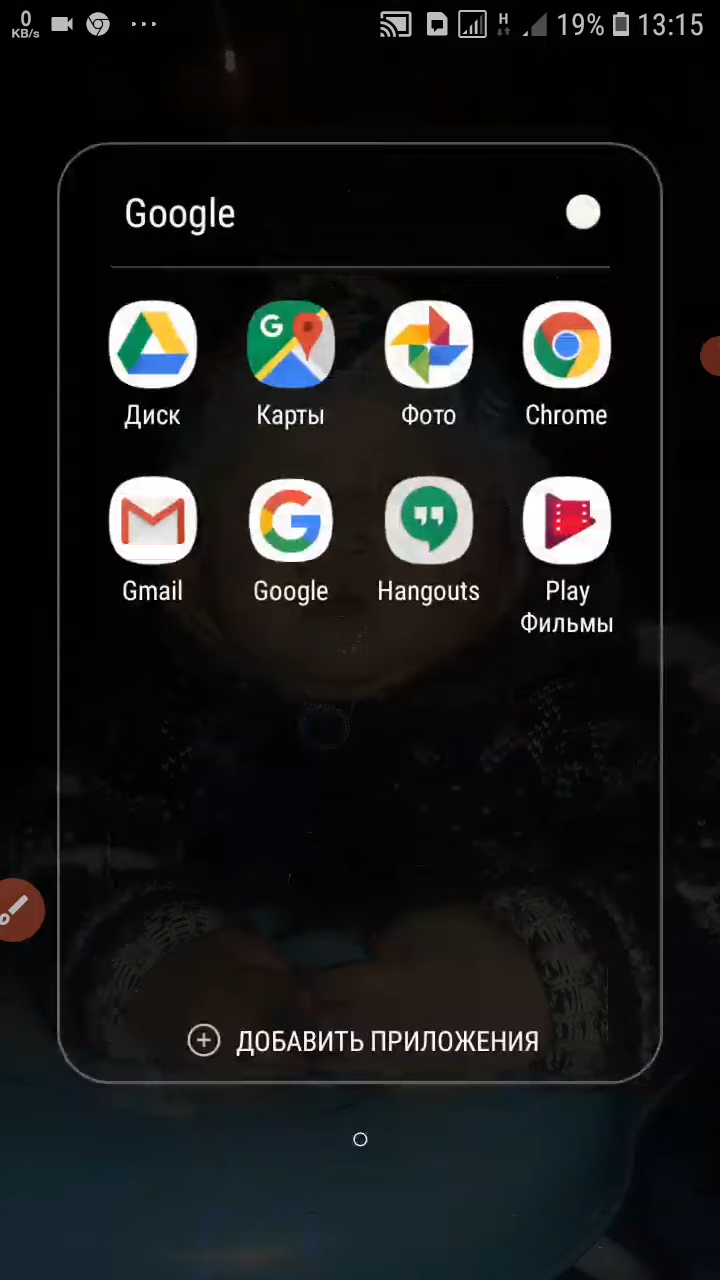 0
KB/s
H
19%
13:15
Google
Диск
Карты
Фото
Chrome
Gmail
Google
Hangouts
Play
Фильмы
ДОБАВИТЬ ПРИЛОЖЕНИЯ